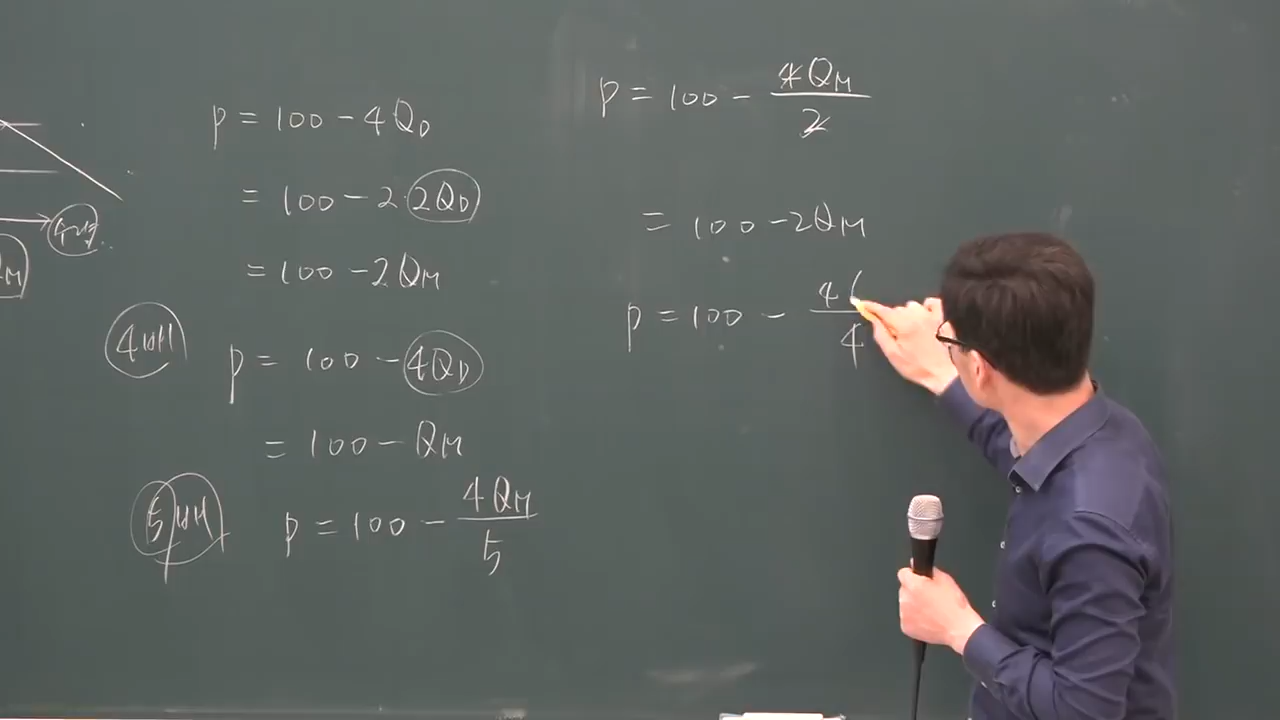 P = 100 - 4Q_D
= 100 - 2·2Q_D
= 100 - 2Q_M
4배
P = 100 - 4Q_D
= 100 - Q_M
5배
P = 100 - 4Q_M/5
P = 100 - 4Q_M/2
= 100 - 2Q_M
P = 100 - 4/4
Q_M